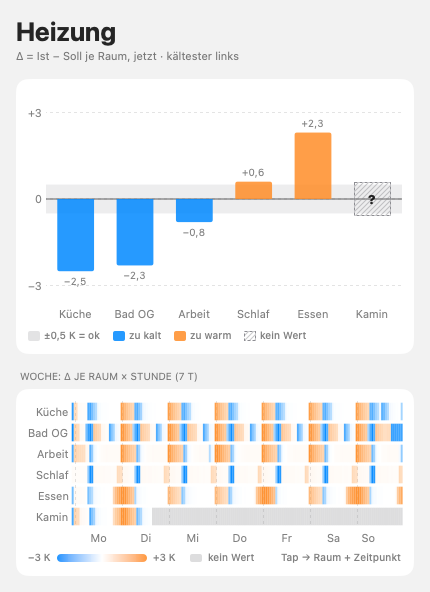 Heizung
Δ = Ist – Soll je Raum, jetzt · kältester links
+3
+2,3
+0,6
0
?
−0,8
−2,3
−2,5
−3
Küche Bad OG Arbeit Schlaf Essen Kamin
±0,5 K = ok zu kalt zu warm kein Wert
WOCHE: Δ JE RAUM × STUNDE (7 T)
Küche
Bad OG
Arbeit
Schlaf
Essen
Kamin
Mo Di Mi Do Fr Sa So
−3 K +3 K kein Wert Tap → Raum + Zeitpunkt